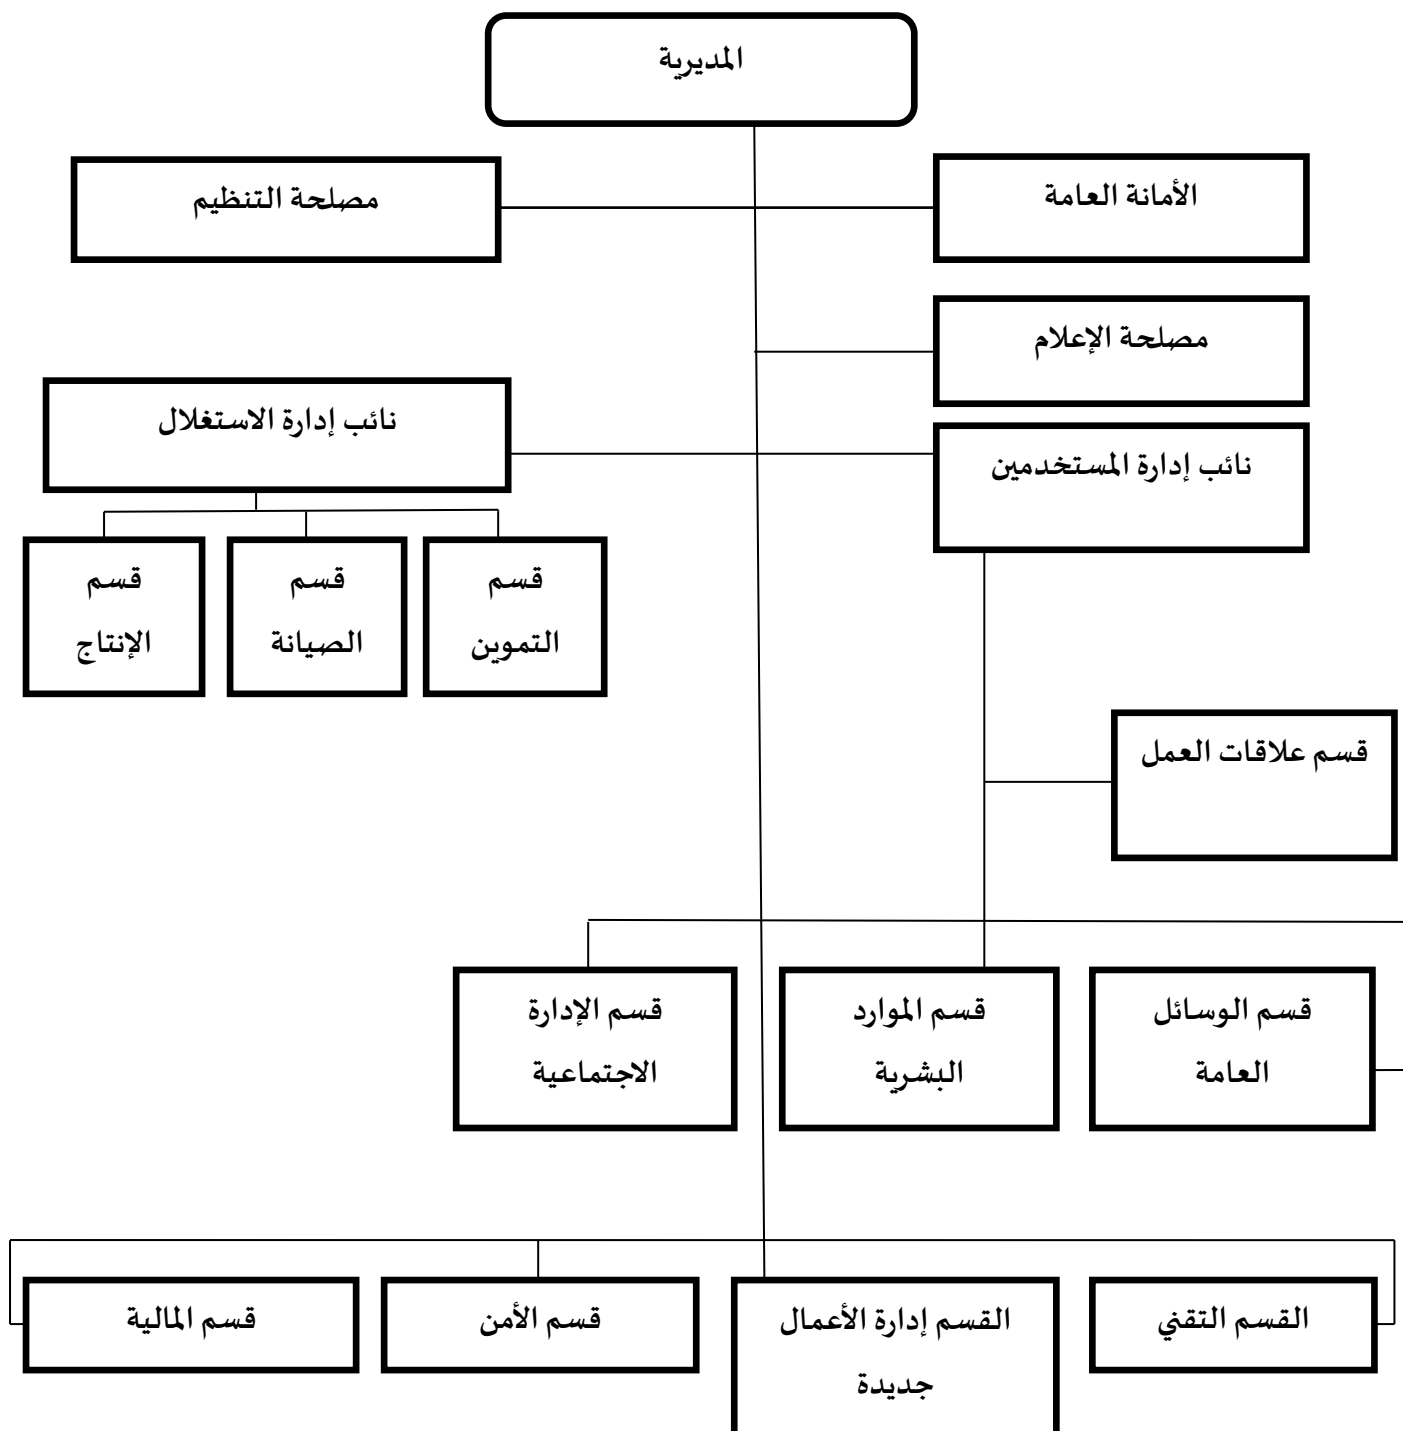 المديرية
الأمانة العامة
مصلحة التنظيم
مصلحة الإعلام
نائب إدارة الاستغلال
نائب إدارة المستخدمين
قسم
التموين
قسم
الصيانة
قسم
الإنتاج
قسم علاقات العمل
قسم الوسائل
العامة
قسم الموارد
البشرية
قسم الإدارة
الاجتماعية
القسم التقني
القسم إدارة الأعمال
جديدة
قسم الأمن
قسم المالية